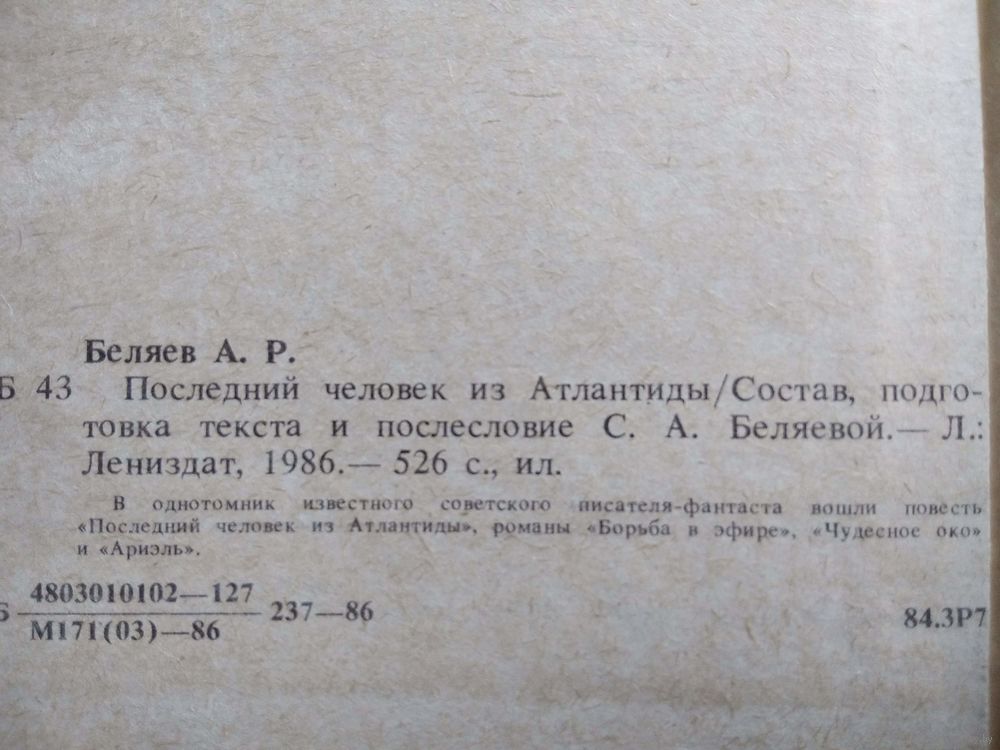 Беляев А. Р.
Б 43 Последний человек из Атлантиды/Состав, подго-
товка текста и послесловие С. А. Беляевой.— Л.:
Лениздат, 1986.— 526 с., ил.
В однотомник известного советского писателя-фантаста вошли повесть
«Последний человек из Атлантиды», романы «Борьба в эфире», «Чудесное око»
и «Ариэль».
Б 4803010102—127 237—86
М171(03)—86
84.3Р7